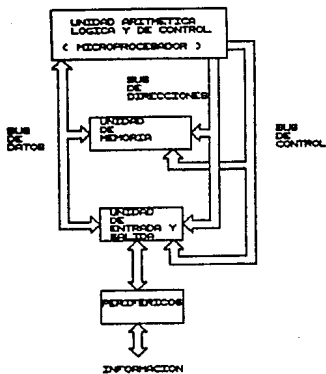 UNIDAD ARITMETICA
LOGICA Y DE CONTROL
( MICROPROCESADOR )
BUS
DE
DIRECCIONES
BUS
DE
DATOS
UNIDAD
DE
MEMORIA
BUS
DE
CONTROL
UNIDAD
DE
ENTRADA Y
SALIDA
PERIFERICOS
INFORMACION